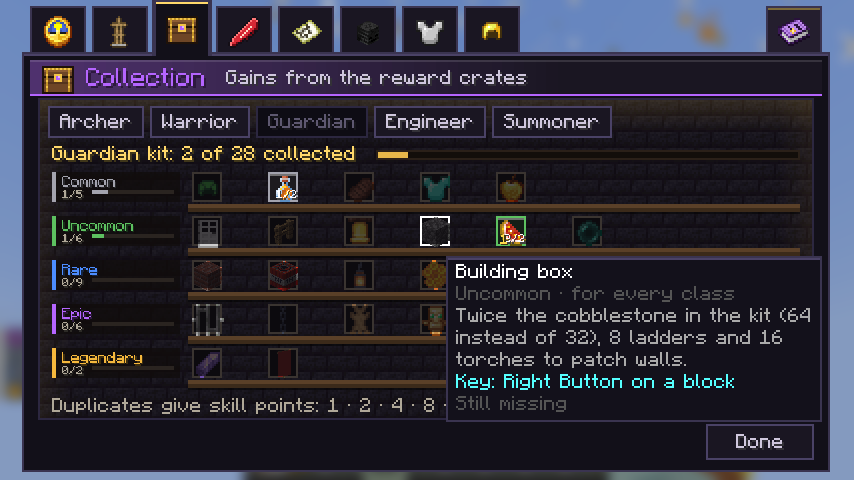 Collection Gains from the reward crates
Archer Warrior Guardian Engineer Summoner
Guardian kit: 2 of 28 collected
Common
1/5
Uncommon
1/6
Rare
0/9
Epic
0/6
Legendary
0/2
Building box
Uncommon · for every class
Twice the cobblestone in the kit (64
instead of 32), 8 ladders and 16
torches to patch walls.
Key: Right Button on a block
Still missing
Duplicates give skill points: 1 · 2 · 4 · 8 ·
Done